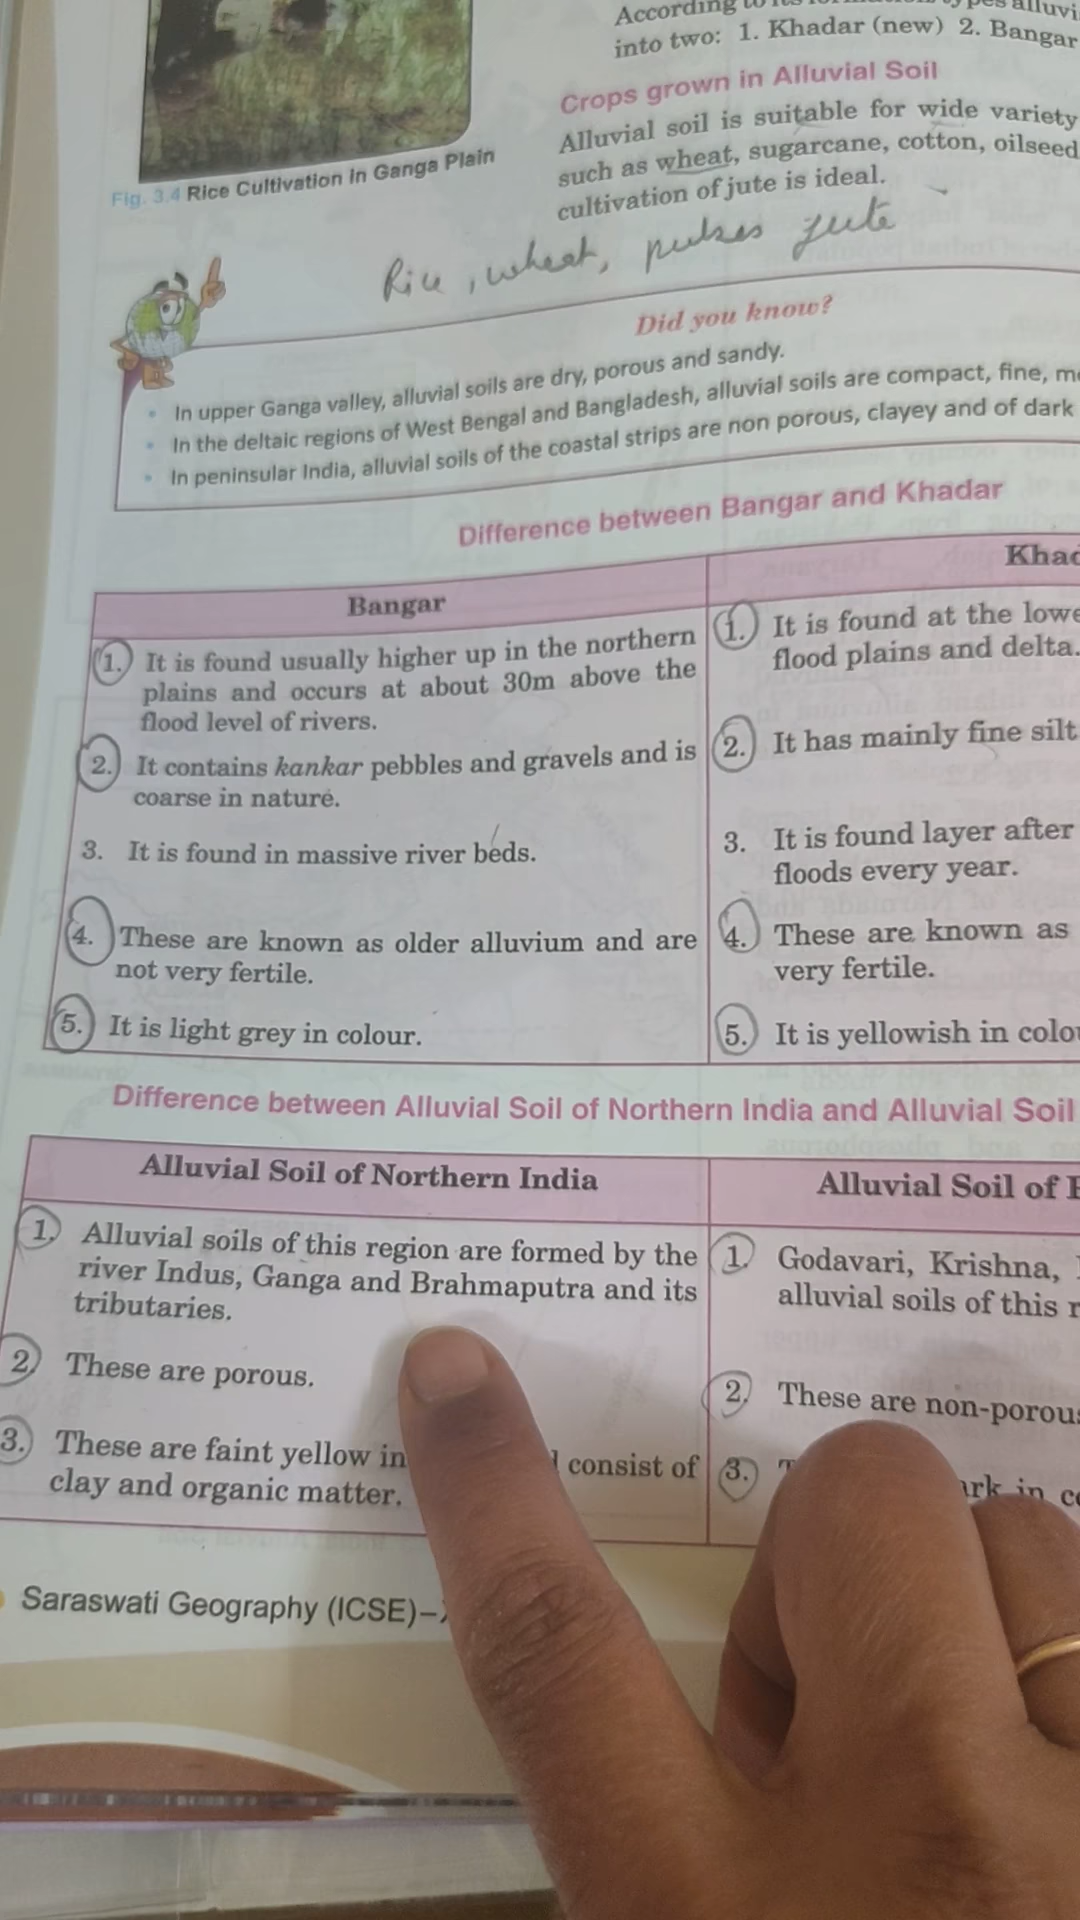 According to its
into two: 1. Khadar (new) 2. Bangar
Crops grown in Alluvial Soil
Alluvial soil is suitable for wide variety
such as wheat, sugarcane, cotton, oilseed
cultivation of jute is ideal.
Fig. 3.4 Rice Cultivation in Ganga Plain
Rice, wheat, pulses jute
Did you know?
• In upper Ganga valley, alluvial soils are dry, porous and sandy.
• In the deltaic regions of West Bengal and Bangladesh, alluvial soils are compact, fine,
• In peninsular India, alluvial soils of the coastal strips are non porous, clayey and of dark
Difference between Bangar and Khadar
Bangar
1. It is found usually higher up in the northern
plains and occurs at about 30m above the
flood level of rivers.
2. It contains kankar pebbles and gravels and is
coarse in nature.
3. It is found in massive river beds.
4. These are known as older alluvium and are
not very fertile.
5. It is light grey in colour.
Khad
1. It is found at the lowe
flood plains and delta.
2. It has mainly fine silt
3. It is found layer after
floods every year.
4. These are known as
very fertile.
5. It is yellowish in colou
Difference between Alluvial Soil of Northern India and Alluvial Soil
Alluvial Soil of Northern India
1. Alluvial soils of this region are formed by the
river Indus, Ganga and Brahmaputra and its
tributaries.
2. These are porous.
3. These are faint yellow in consist of
clay and organic matter.
Alluvial Soil of
1. Godavari, Krishna,
alluvial soils of this
2. These are non-porous
3. in
Saraswati Geography (ICSE)–